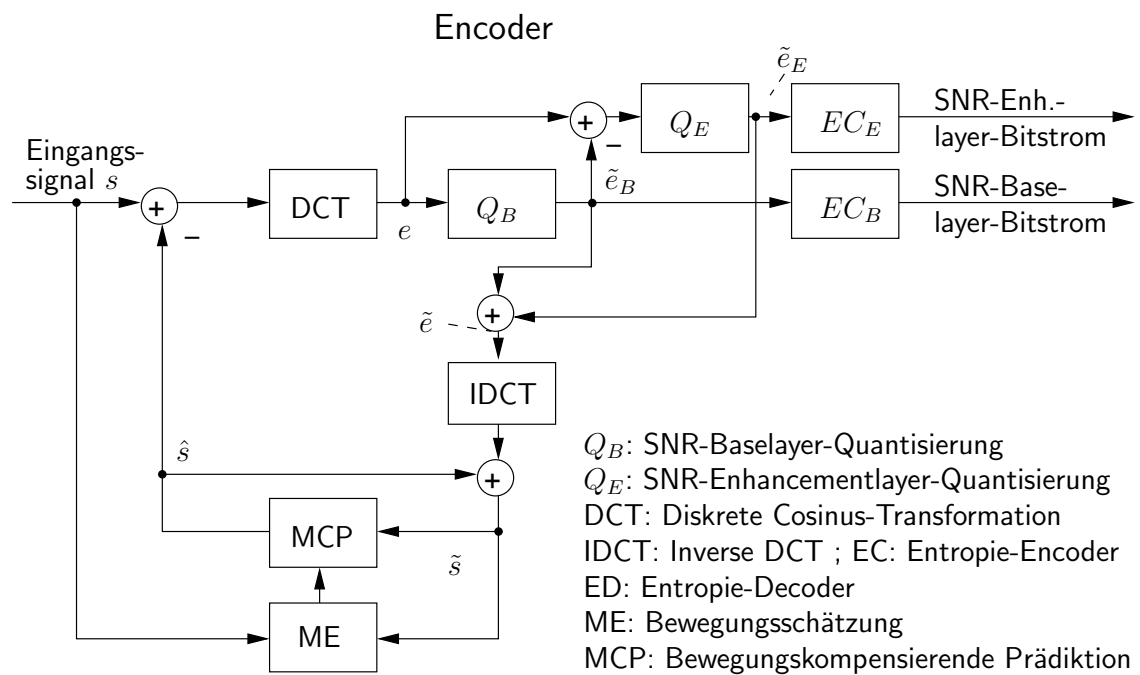 Encoder
ẽ_E
SNR-Enh.-
layer-Bitstrom
Q_E
EC_E
+
−
Eingangs-
signal s
ẽ_B
SNR-Base-
layer-Bitstrom
+
−
DCT
e
Q_B
EC_B
ẽ
+
IDCT
ŝ
+
MCP
s̃
ME
Q_B: SNR-Baselayer-Quantisierung
Q_E: SNR-Enhancementlayer-Quantisierung
DCT: Diskrete Cosinus-Transformation
IDCT: Inverse DCT ; EC: Entropie-Encoder
ED: Entropie-Decoder
ME: Bewegungsschätzung
MCP: Bewegungskompensierende Prädiktion